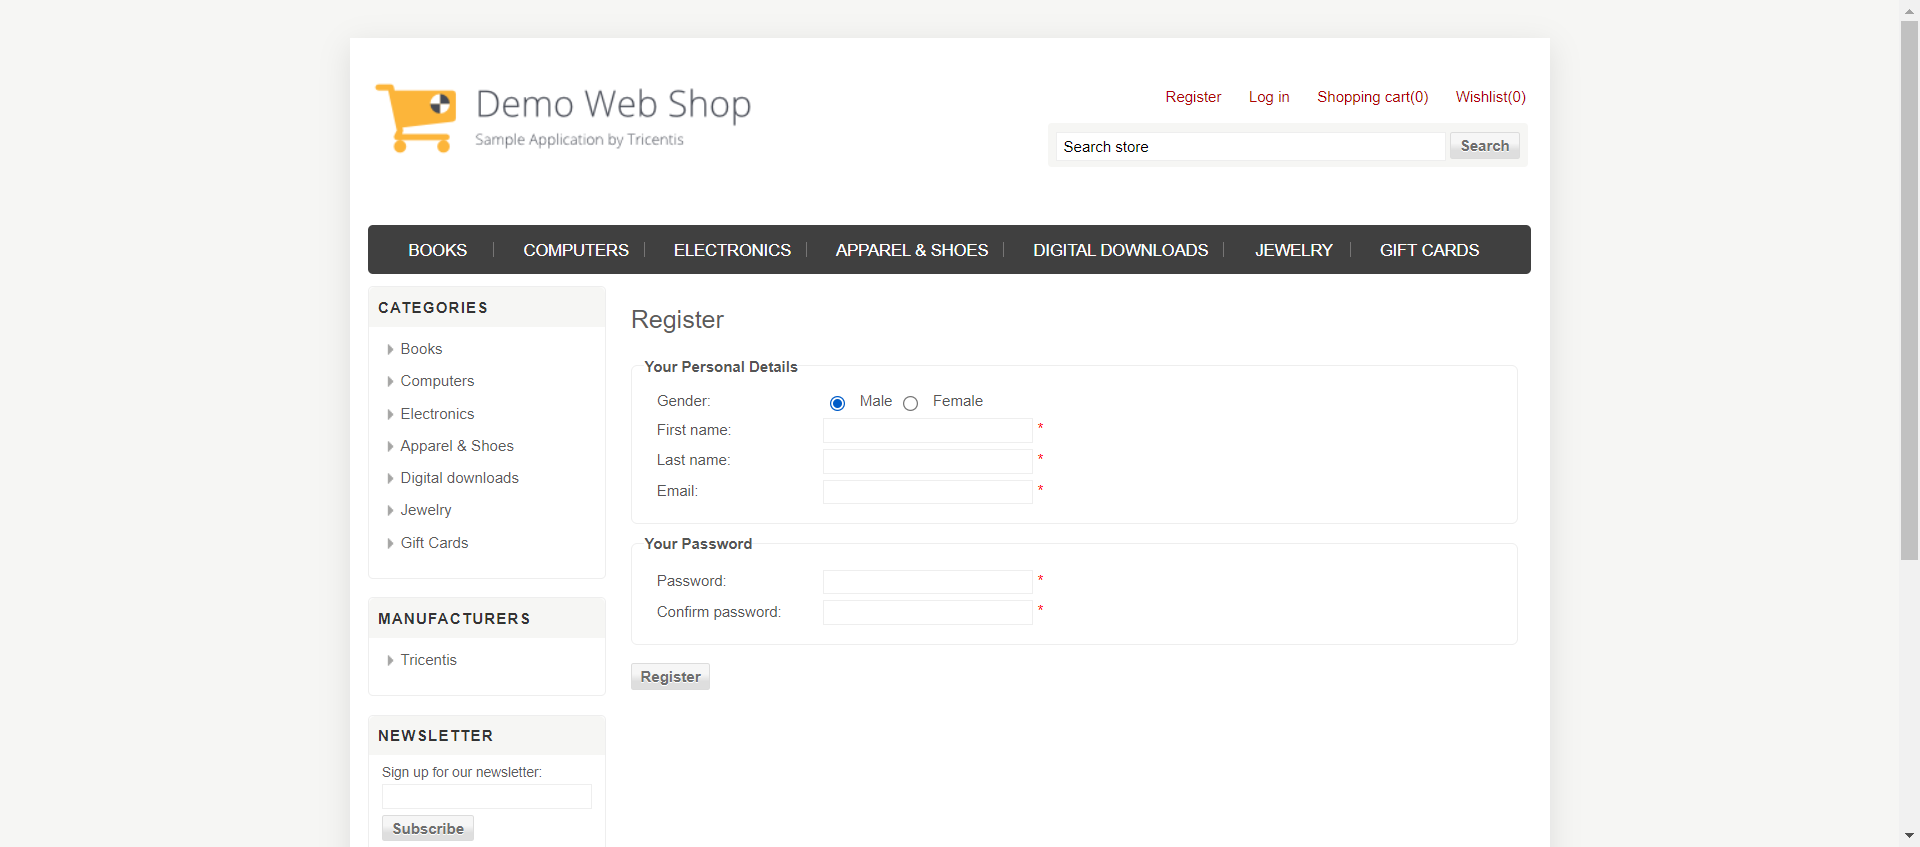 Demo Web Shop
Sample Application by Tricentis
Register Log in Shopping cart(0) Wishlist(0)
Search store Search
BOOKS COMPUTERS ELECTRONICS APPAREL & SHOES DIGITAL DOWNLOADS JEWELRY GIFT CARDS
CATEGORIES
Books
Computers
Electronics
Apparel & Shoes
Digital downloads
Jewelry
Gift Cards
MANUFACTURERS
Tricentis
NEWSLETTER
Sign up for our newsletter:
Subscribe
Register
Your Personal Details
Gender: Male Female
First name: *
Last name: *
Email: *
Your Password
Password: *
Confirm password: *
Register